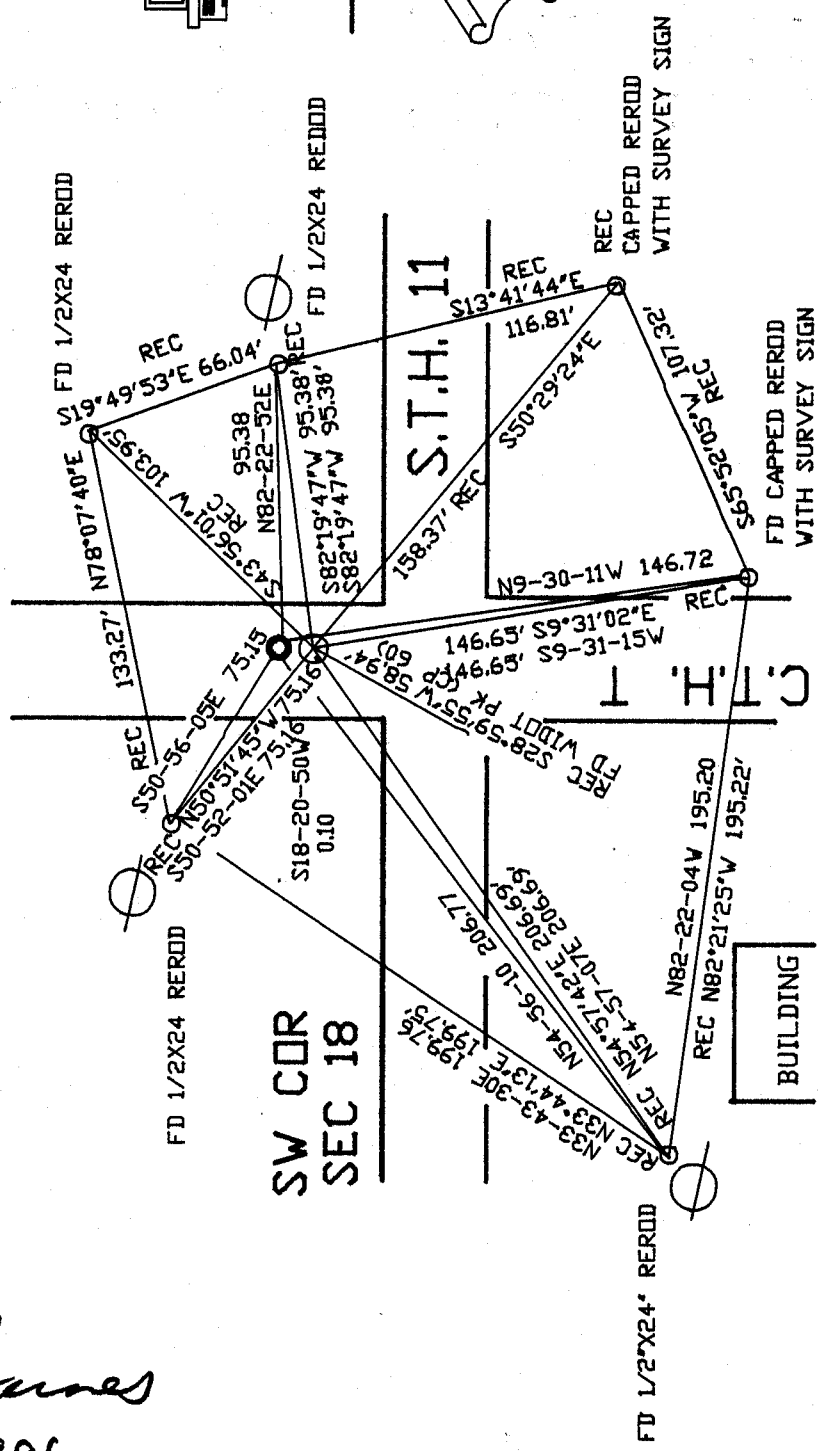 FD 1/2X24 REROD
FD 1/2X24 REDOD
REC
CAPPED REROD
WITH SURVEY SIGN
REC
S19°49'53"E 66.04'
REC
S13°41'44"E
116.81'
S.T.H. 11
REC
N78°07'40"E
133.27'
REC
103.95'
S43°56'01"W
REC
95.38
N82-22-52E
S82°19'47"W 95.38'
S82°19'47"W 95.38'
158.37' REC
S50°29'24"E
S65°52'05"W 107.32'
REC
FD CAPPED REROD
WITH SURVEY SIGN
N9-30-11W 146.72
REC
146.65' S9°31'02"E
146.65' S9-31-15W
C.T.H. T
S50-56-05E 75.15
REC N50°51'45"W 75.16'
S50-52-01E 75.16
S18-20-50W
0.10
S28°59'55"W 58.94'
REC
FD WIDOT PK
FD 1/2X24 REROD
SW COR
SEC 18
199.76
199.75'
N33-43-30E
REC N33°44'13"E
N54-56-10 206.77
REC N54°57'42"E 206.69'
N54-57-07E 206.69'
N82-22-04W 195.20
REC N82°21'25"W 195.22'
BUILDING
FD 1/2"X24" REROD